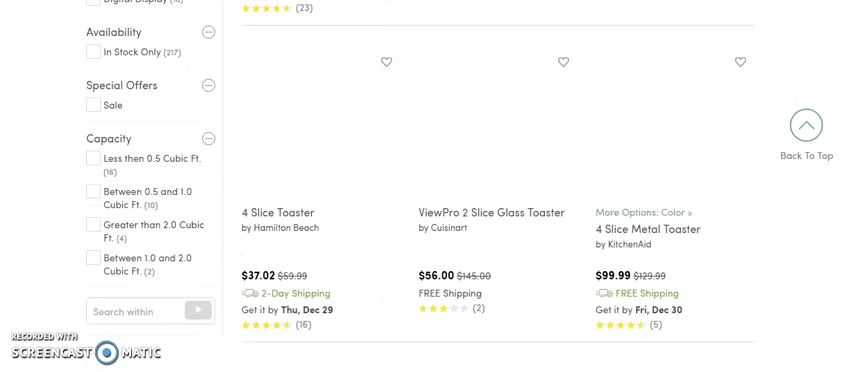 Digital Display
(23)
Availability
In Stock Only (217)
Special Offers
Sale
Capacity
Less then 0.5 Cubic Ft.
(16)
Between 0.5 and 1.0
Cubic Ft. (10)
Greater than 2.0 Cubic
Ft. (4)
Between 1.0 and 2.0
Cubic Ft. (2)
Search within
4 Slice Toaster
by Hamilton Beach
$37.02 $59.99
2-Day Shipping
Get it by Thu, Dec 29
(16)
ViewPro 2 Slice Glass Toaster
by Cuisinart
$56.00 $145.00
FREE Shipping
(2)
More Options: Color »
4 Slice Metal Toaster
by KitchenAid
$99.99 $129.99
FREE Shipping
Get it by Fri, Dec 30
(5)
Back To Top
RECORDED WITH
SCREENCAST MATIC